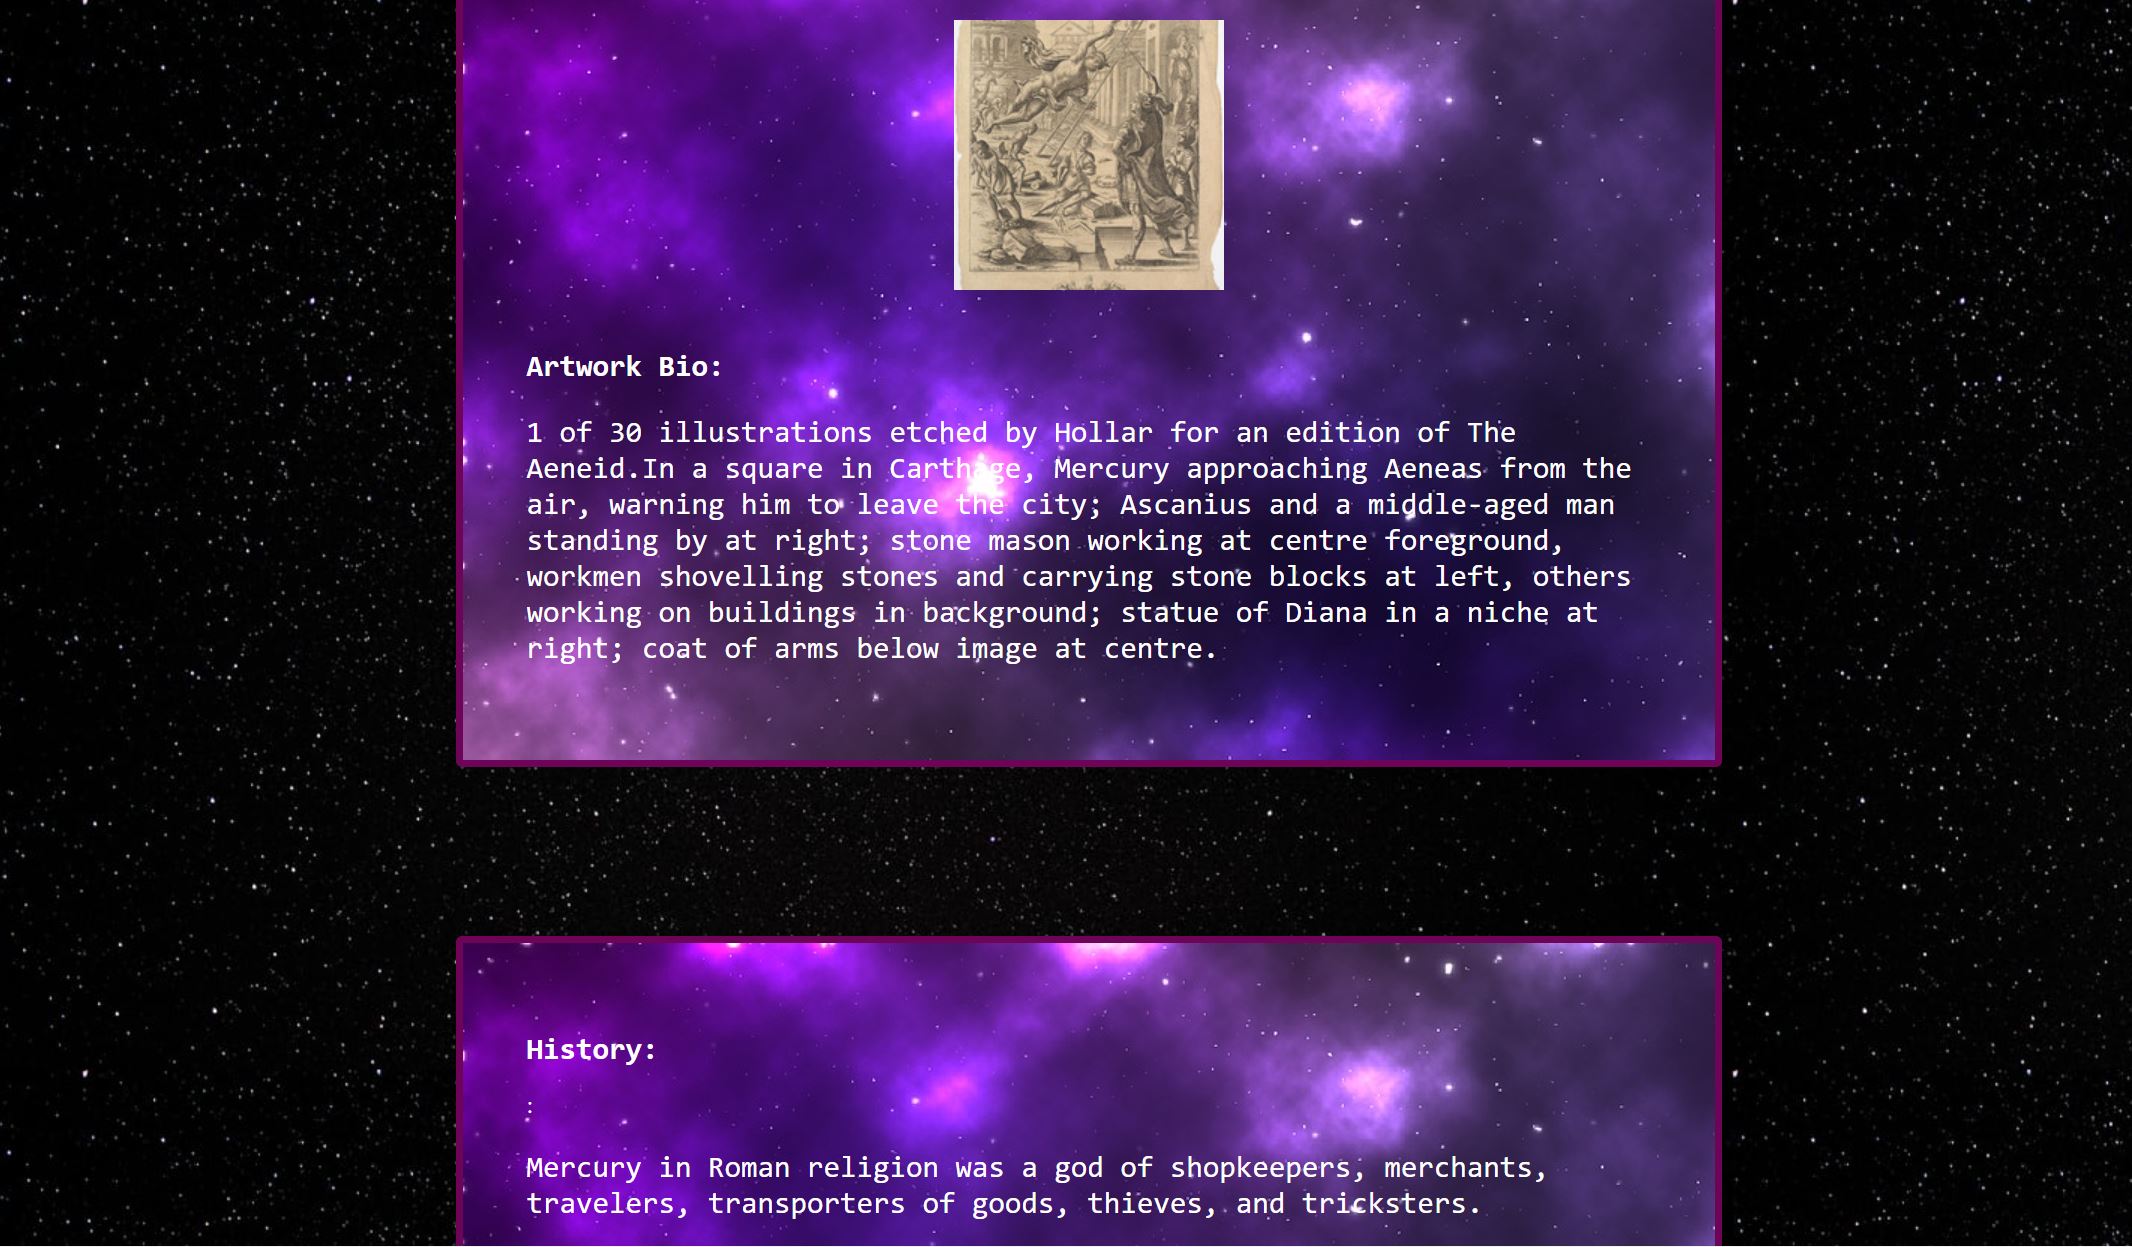 Artwork Bio:
1 of 30 illustrations etched by Hollar for an edition of The
Aeneid.In a square in Carthage, Mercury approaching Aeneas from the
air, warning him to leave the city; Ascanius and a middle-aged man
standing by at right; stone mason working at centre foreground,
workmen shovelling stones and carrying stone blocks at left, others
working on buildings in background; statue of Diana in a niche at
right; coat of arms below image at centre.
History:
:
Mercury in Roman religion was a god of shopkeepers, merchants,
travelers, transporters of goods, thieves, and tricksters.